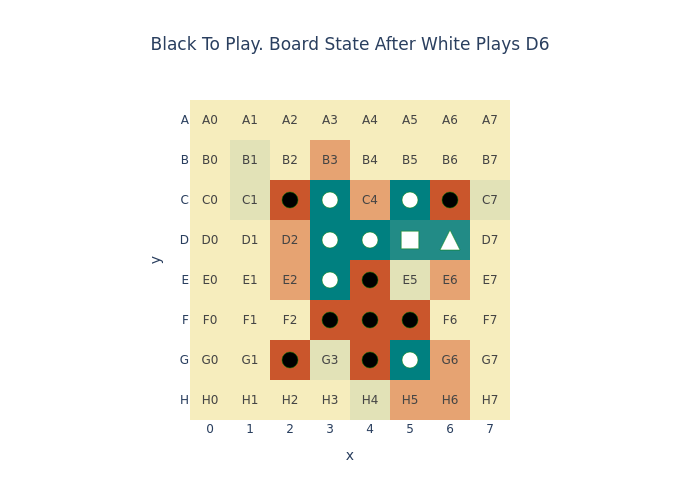 Black To Play. Board State After White Plays D6
A A0 A1 A2 A3 A4 A5 A6 A7
B B0 B1 B2 B3 B4 B5 B6 B7
C C0 C1 C4 C7
D D0 D1 D2 D7
E E0 E1 E2 E5 E6 E7
F F0 F1 F2 F6 F7
G G0 G1 G3 G6 G7
H H0 H1 H2 H3 H4 H5 H6 H7
0 1 2 3 4 5 6 7
x
y